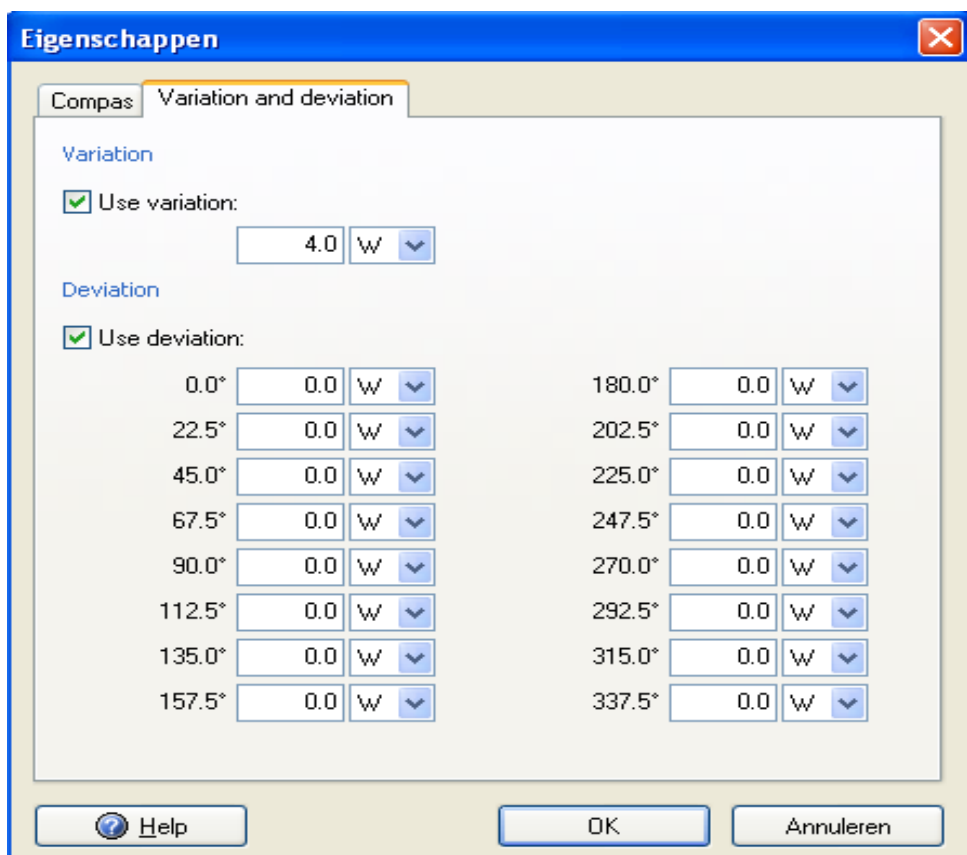 Eigenschappen
Compas Variation and deviation
Variation
Use variation:
4.0 W
Deviation
Use deviation:
0.0° 0.0 W 180.0° 0.0 W
22.5° 0.0 W 202.5° 0.0 W
45.0° 0.0 W 225.0° 0.0 W
67.5° 0.0 W 247.5° 0.0 W
90.0° 0.0 W 270.0° 0.0 W
112.5° 0.0 W 292.5° 0.0 W
135.0° 0.0 W 315.0° 0.0 W
157.5° 0.0 W 337.5° 0.0 W
Help OK Annuleren